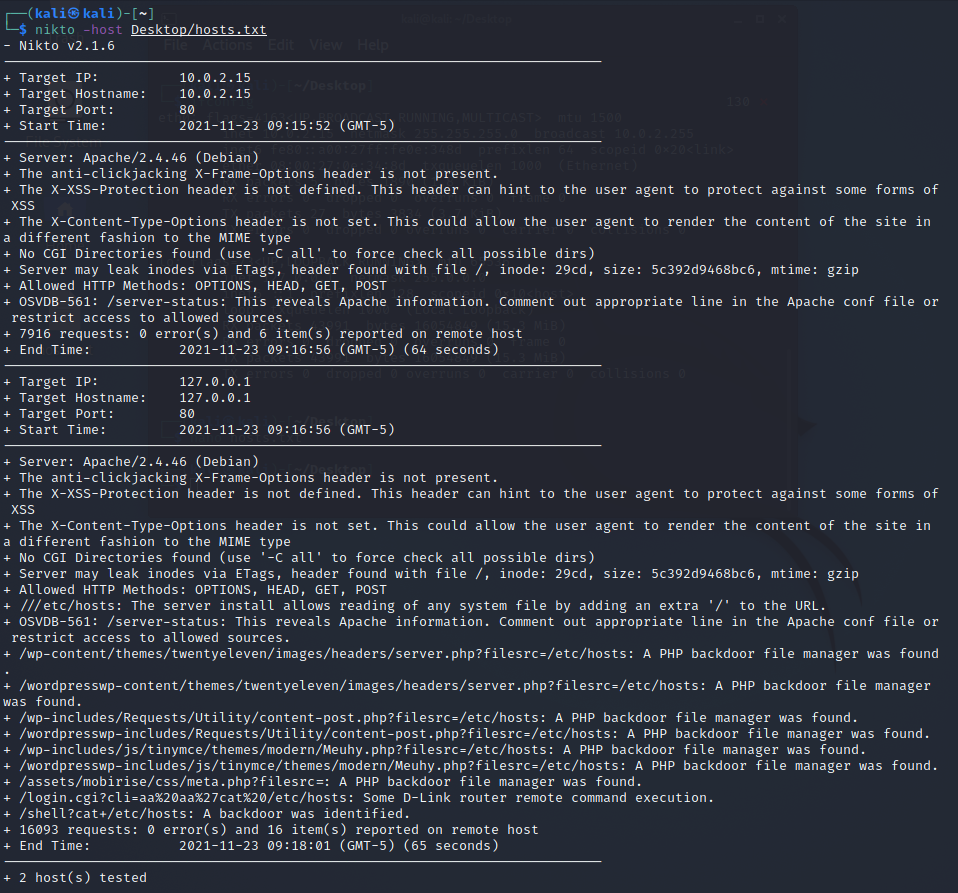 ┌──(kali㉿kali)-[~]
└─$ nikto -host Desktop/hosts.txt
- Nikto v2.1.6
---------------------------------------------------------------------------
+ Target IP:          10.0.2.15
+ Target Hostname:    10.0.2.15
+ Target Port:        80
+ Start Time:         2021-11-23 09:15:52 (GMT-5)
---------------------------------------------------------------------------
+ Server: Apache/2.4.46 (Debian)
+ The anti-clickjacking X-Frame-Options header is not present.
+ The X-XSS-Protection header is not defined. This header can hint to the user agent to protect against some forms of
 XSS
+ The X-Content-Type-Options header is not set. This could allow the user agent to render the content of the site in
a different fashion to the MIME type
+ No CGI Directories found (use '-C all' to force check all possible dirs)
+ Server may leak inodes via ETags, header found with file /, inode: 29cd, size: 5c392d9468bc6, mtime: gzip
+ Allowed HTTP Methods: OPTIONS, HEAD, GET, POST
+ OSVDB-561: /server-status: This reveals Apache information. Comment out appropriate line in the Apache conf file or
 restrict access to allowed sources.
+ 7916 requests: 0 error(s) and 6 item(s) reported on remote host
+ End Time:           2021-11-23 09:16:56 (GMT-5) (64 seconds)
---------------------------------------------------------------------------
+ Target IP:          127.0.0.1
+ Target Hostname:    127.0.0.1
+ Target Port:        80
+ Start Time:         2021-11-23 09:16:56 (GMT-5)
---------------------------------------------------------------------------
+ Server: Apache/2.4.46 (Debian)
+ The anti-clickjacking X-Frame-Options header is not present.
+ The X-XSS-Protection header is not defined. This header can hint to the user agent to protect against some forms of
 XSS
+ The X-Content-Type-Options header is not set. This could allow the user agent to render the content of the site in
a different fashion to the MIME type
+ No CGI Directories found (use '-C all' to force check all possible dirs)
+ Server may leak inodes via ETags, header found with file /, inode: 29cd, size: 5c392d9468bc6, mtime: gzip
+ Allowed HTTP Methods: OPTIONS, HEAD, GET, POST
+ ///etc/hosts: The server install allows reading of any system file by adding an extra '/' to the URL.
+ OSVDB-561: /server-status: This reveals Apache information. Comment out appropriate line in the Apache conf file or
 restrict access to allowed sources.
+ /wp-content/themes/twentyeleven/images/headers/server.php?filesrc=/etc/hosts: A PHP backdoor file manager was found
.
+ /wordpresswp-content/themes/twentyeleven/images/headers/server.php?filesrc=/etc/hosts: A PHP backdoor file manager
was found.
+ /wp-includes/Requests/Utility/content-post.php?filesrc=/etc/hosts: A PHP backdoor file manager was found.
+ /wordpresswp-includes/Requests/Utility/content-post.php?filesrc=/etc/hosts: A PHP backdoor file manager was found.
+ /wp-includes/js/tinymce/themes/modern/Meuhy.php?filesrc=/etc/hosts: A PHP backdoor file manager was found.
+ /wordpresswp-includes/js/tinymce/themes/modern/Meuhy.php?filesrc=/etc/hosts: A PHP backdoor file manager was found.
+ /assets/mobirise/css/meta.php?filesrc=: A PHP backdoor file manager was found.
+ /login.cgi?cli=aa%20aa%27cat%20/etc/hosts: Some D-Link router remote command execution.
+ /shell?cat+/etc/hosts: A backdoor was identified.
+ 16093 requests: 0 error(s) and 16 item(s) reported on remote host
+ End Time:           2021-11-23 09:18:01 (GMT-5) (65 seconds)
---------------------------------------------------------------------------
+ 2 host(s) tested